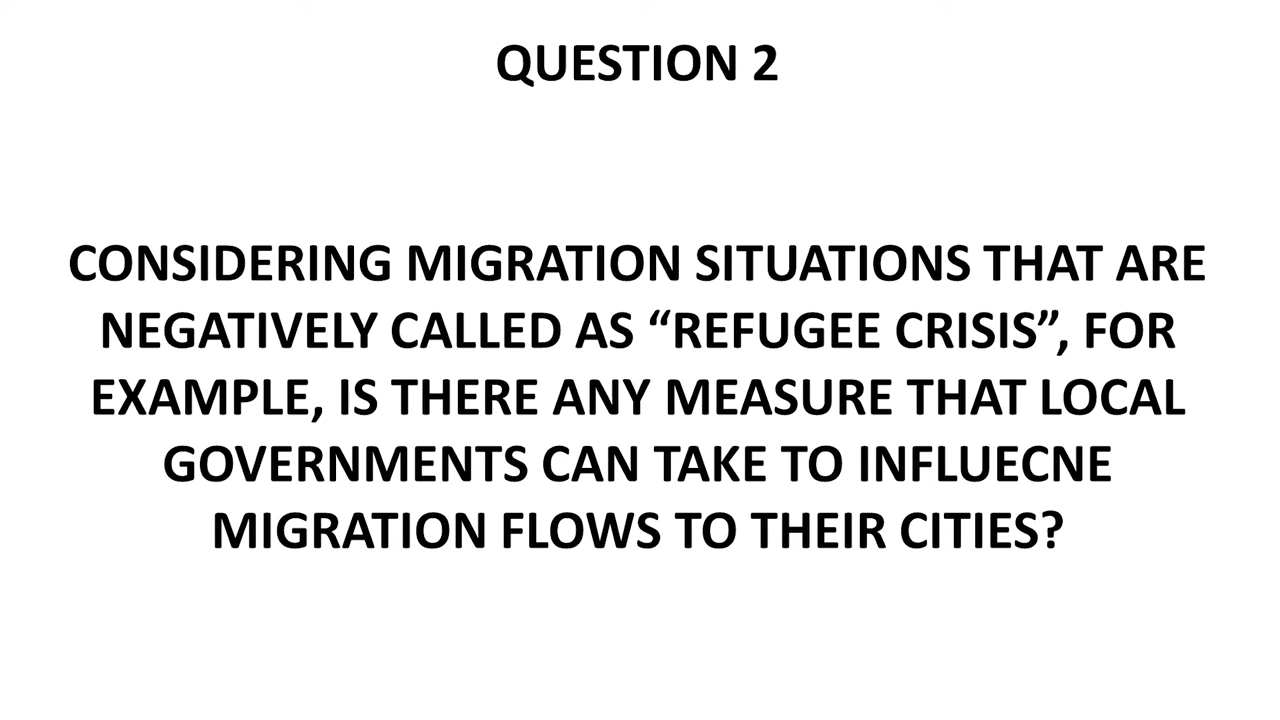 QUESTION 2
CONSIDERING MIGRATION SITUATIONS THAT ARE
NEGATIVELY CALLED AS “REFUGEE CRISIS”, FOR
EXAMPLE, IS THERE ANY MEASURE THAT LOCAL
GOVERNMENTS CAN TAKE TO INFLUECNE
MIGRATION FLOWS TO THEIR CITIES?